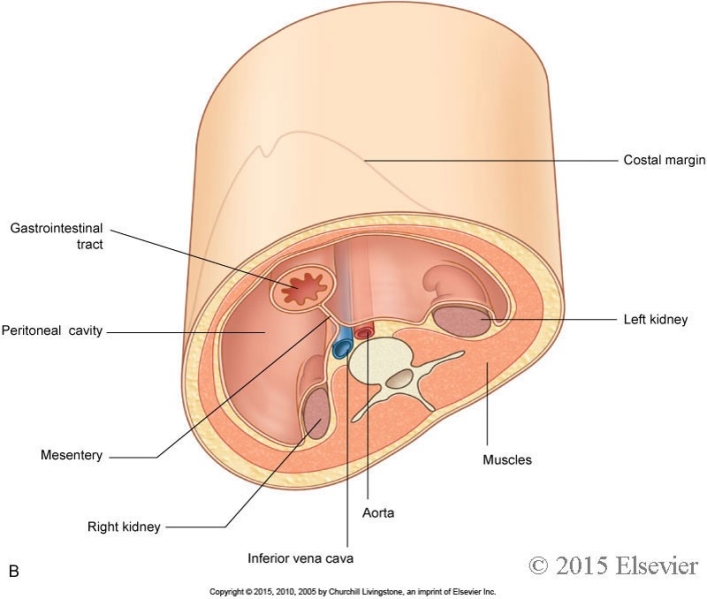 Costal margin
Gastrointestinal
tract
Peritoneal cavity
Left kidney
Mesentery
Muscles
Aorta
Right kidney
Inferior vena cava
B
© 2015 Elsevier
Copyright © 2015, 2010, 2005 by Churchill Livingstone, an imprint of Elsevier Inc.